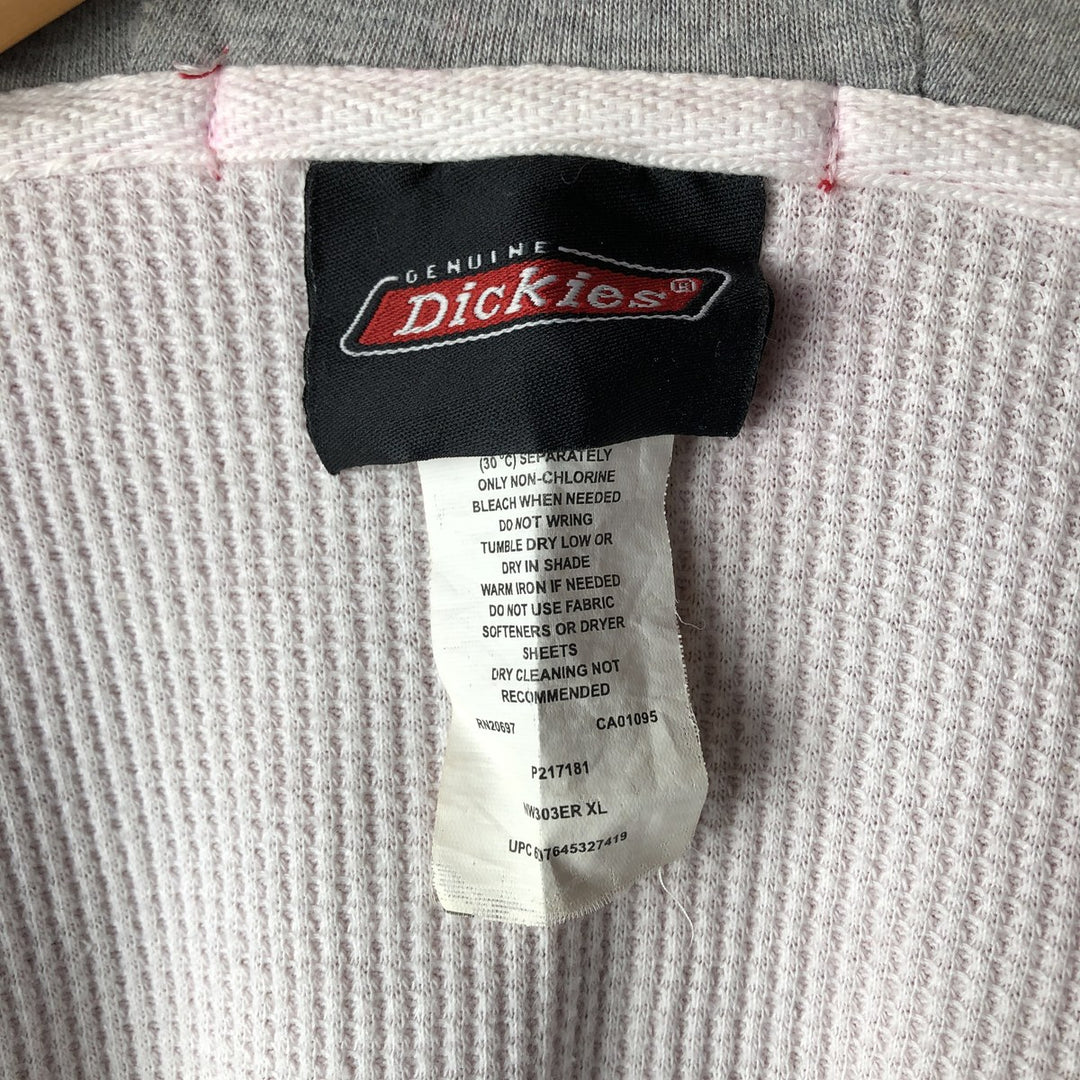 GENUINE
Dickies®
(30 °C) SEPARATELY
ONLY NON-CHLORINE
BLEACH WHEN NEEDED
DO NOT WRING
TUMBLE DRY LOW OR
DRY IN SHADE
WARM IRON IF NEEDED
DO NOT USE FABRIC
SOFTENERS OR DRYER
SHEETS
DRY CLEANING NOT
RECOMMENDED
RN20697 CA01095
P217181
XL
UPC